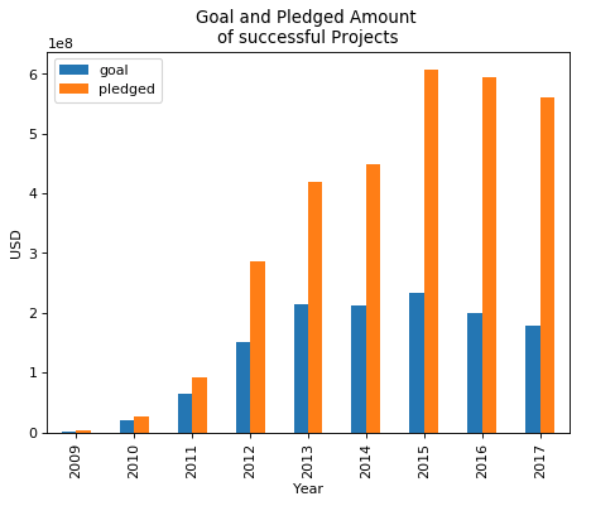 Goal and Pledged Amount
of successful Projects
1e8
goal
pledged
6
5
4
3
2
1
0
USD
2009 2010 2011 2012 2013 2014 2015 2016 2017
Year